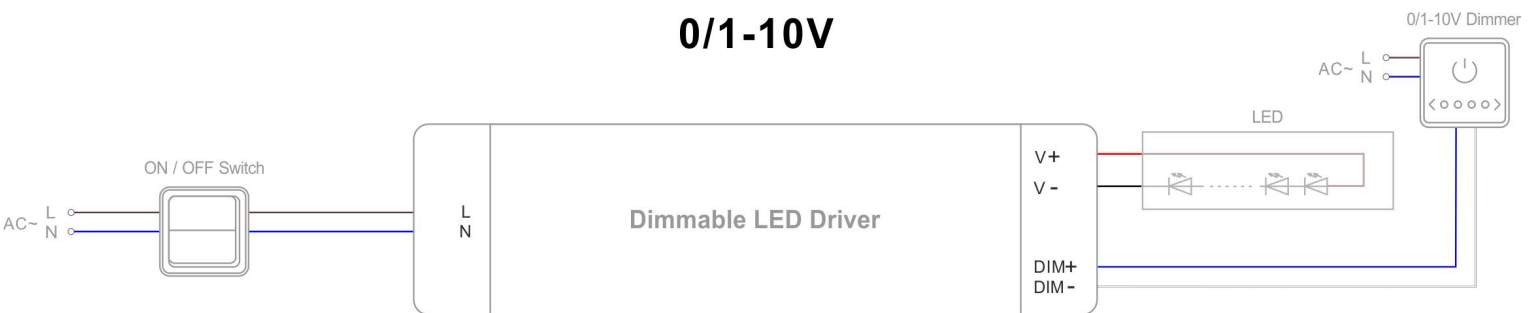 0/1-10V
0/1-10V Dimmer
AC~ L
N
LED
ON / OFF Switch
V+
V-
AC~ L
N
L
N
Dimmable LED Driver
DIM+
DIM-